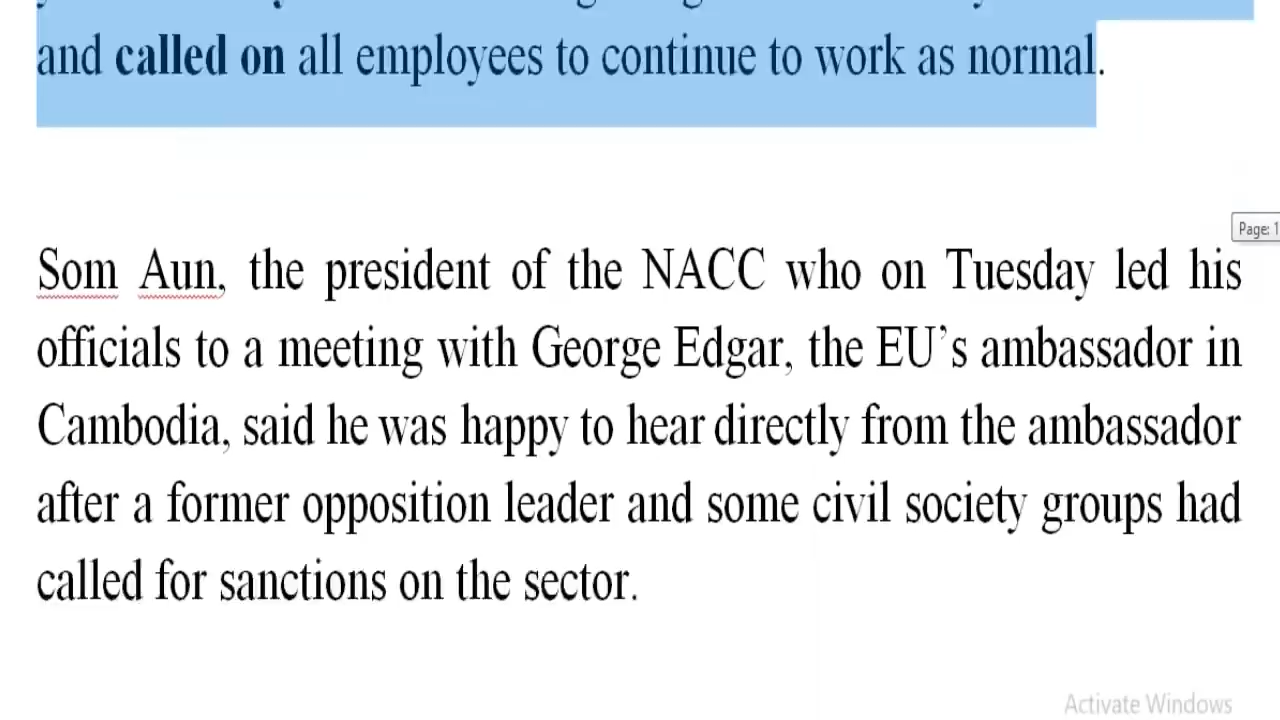 and called on all employees to continue to work as normal.
Page: 1
Som Aun, the president of the NACC who on Tuesday led his
officials to a meeting with George Edgar, the EU’s ambassador in
Cambodia, said he was happy to hear directly from the ambassador
after a former opposition leader and some civil society groups had
called for sanctions on the sector.
Activate Windows